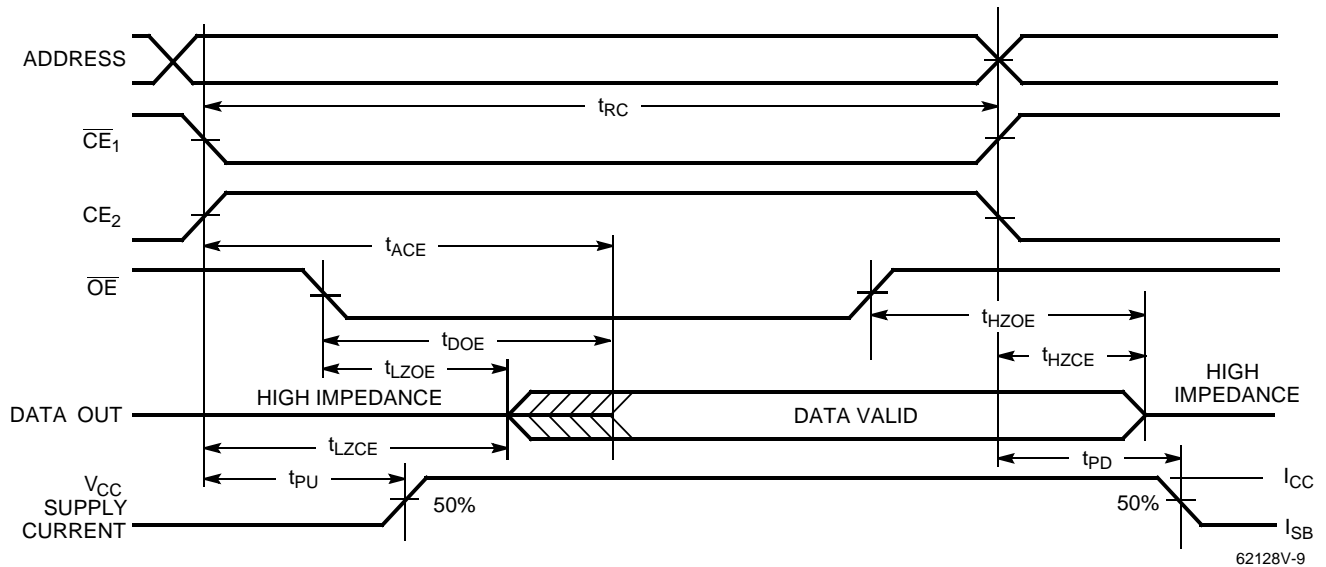 ADDRESS
tRC
CE1
CE2
tACE
OE
tHZOE
tDOE
tHZCE
tLZOE
HIGH
IMPEDANCE
HIGH IMPEDANCE
DATA OUT
DATA VALID
tLZCE
tPD
VCC
SUPPLY
CURRENT
tPU
ICC
50%
50%
ISB
62128V-9